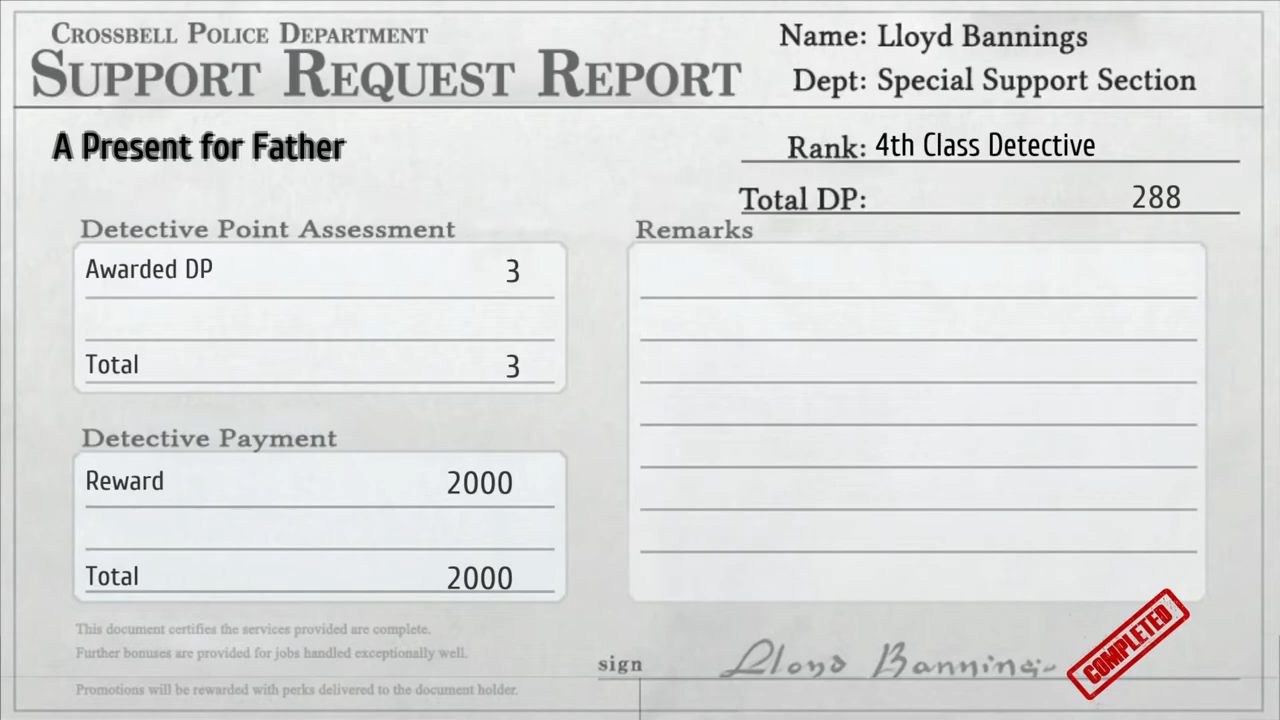 CROSSBELL POLICE DEPARTMENT
SUPPORT REQUEST REPORT
Name: Lloyd Bannings
Dept: Special Support Section
A Present for Father
Rank: 4th Class Detective
Total DP: 288
Detective Point Assessment
Awarded DP 3
Total 3
Remarks
Detective Payment
Reward 2000
Total 2000
This document certifies the services provided are complete.
Further bonuses are provided for jobs handled exceptionally well.
Promotions will be rewarded with perks delivered to the document holder.
sign Lloyd Bannings
COMPLETED